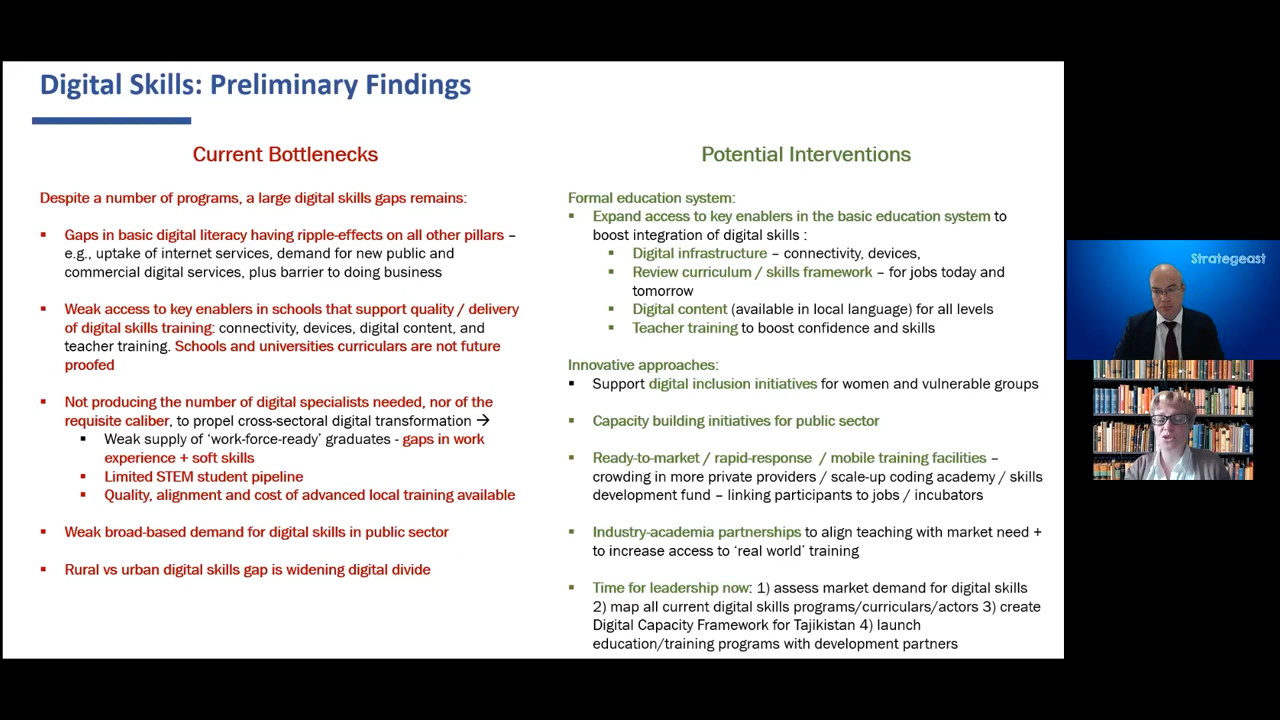 Digital Skills: Preliminary Findings
Current Bottlenecks
Despite a number of programs, a large digital skills gaps remains:
▪ Gaps in basic digital literacy having ripple-effects on all other pillars –
e.g., uptake of internet services, demand for new public and
commercial digital services, plus barrier to doing business
▪ Weak access to key enablers in schools that support quality / delivery
of digital skills training: connectivity, devices, digital content, and
teacher training. Schools and universities curriculars are not future
proofed
▪ Not producing the number of digital specialists needed, nor of the
requisite caliber, to propel cross-sectoral digital transformation →
▪ Weak supply of ‘work-force-ready’ graduates - gaps in work
experience + soft skills
▪ Limited STEM student pipeline
▪ Quality, alignment and cost of advanced local training available
▪ Weak broad-based demand for digital skills in public sector
▪ Rural vs urban digital skills gap is widening digital divide
Potential Interventions
Formal education system:
▪ Expand access to key enablers in the basic education system to
boost integration of digital skills :
▪ Digital infrastructure – connectivity, devices,
▪ Review curriculum / skills framework – for jobs today and
tomorrow
▪ Digital content (available in local language) for all levels
▪ Teacher training to boost confidence and skills
Innovative approaches:
▪ Support digital inclusion initiatives for women and vulnerable groups
▪ Capacity building initiatives for public sector
▪ Ready-to-market / rapid-response / mobile training facilities –
crowding in more private providers / scale-up coding academy / skills
development fund – linking participants to jobs / incubators
▪ Industry-academia partnerships to align teaching with market need +
to increase access to ‘real world’ training
▪ Time for leadership now: 1) assess market demand for digital skills
2) map all current digital skills programs/curriculars/actors 3) create
Digital Capacity Framework for Tajikistan 4) launch
education/training programs with development partners
Strategeast